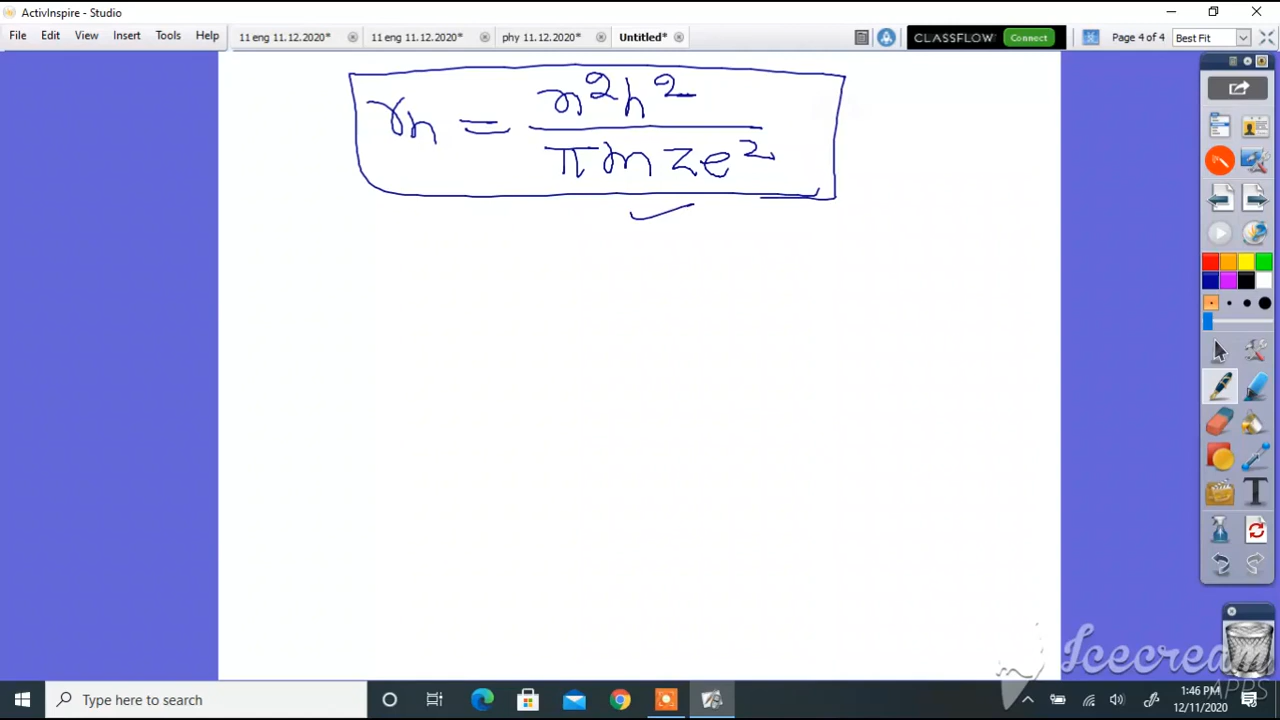 ActivInspire - Studio
File Edit View Insert Tools Help
11 eng 11.12.2020* 11 eng 11.12.2020* phy 11.12.2020* Untitled*
CLASSFLOW Connect
Page 4 of 4 Best Fit
rn = n²h² / πmze²
Type here to search
Icecream
APPS
1:46 PM
12/11/2020